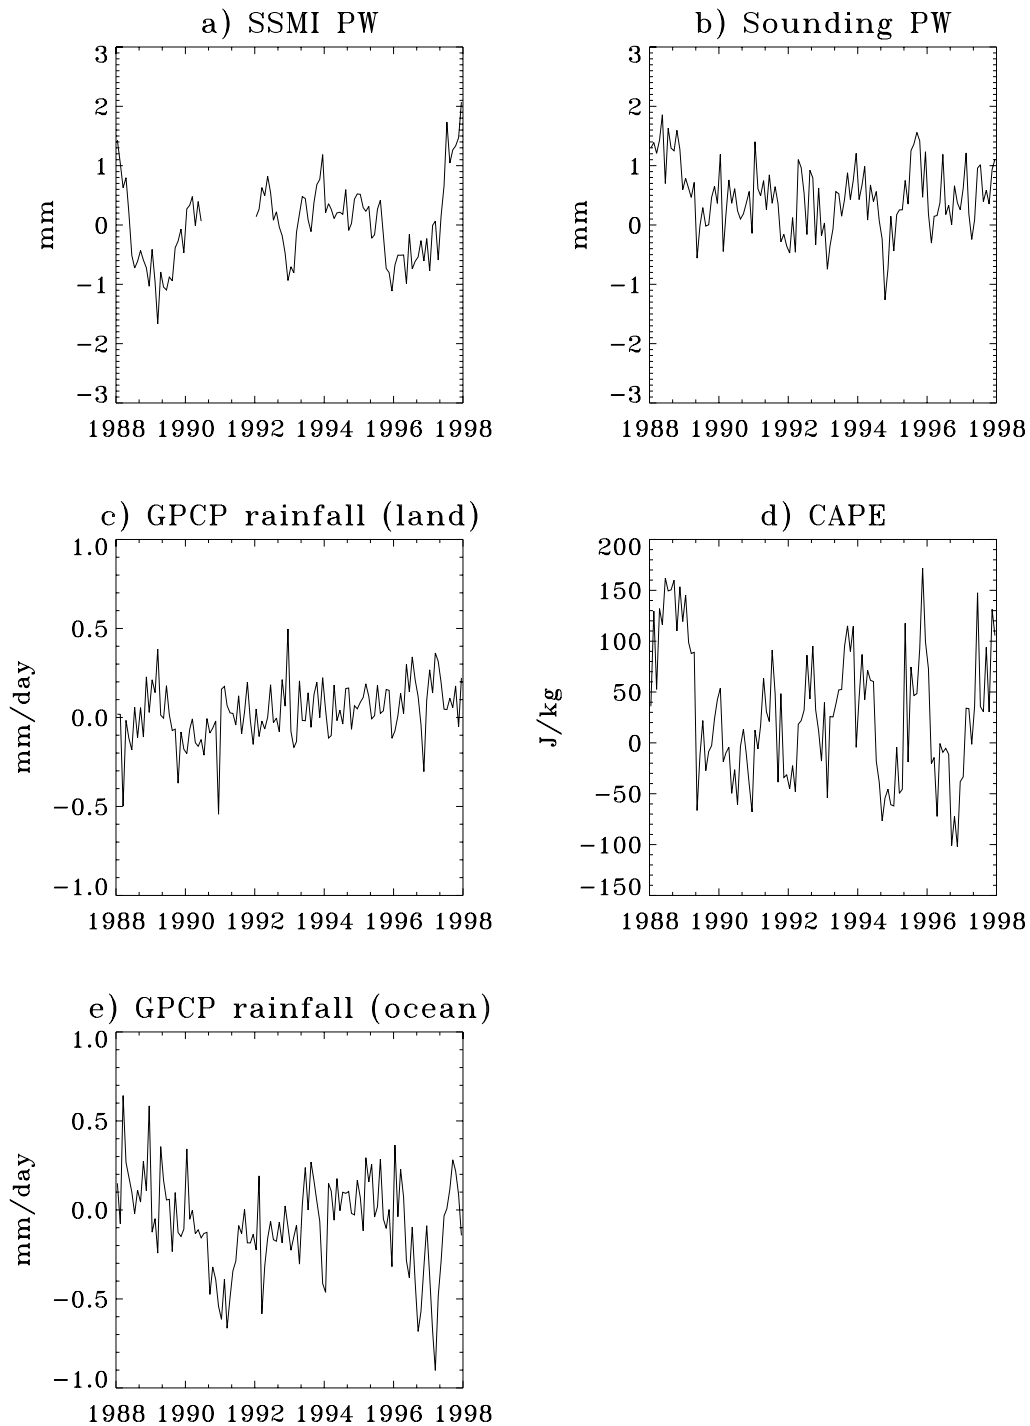 a) SSMI PW
3
2
1
0
−1
−2
−3
mm
1988 1990 1992 1994 1996 1998
b) Sounding PW
3
2
1
0
−1
−2
−3
mm
1988 1990 1992 1994 1996 1998
c) GPCP rainfall (land)
1.0
0.5
0.0
−0.5
−1.0
mm/day
1988 1990 1992 1994 1996 1998
d) CAPE
200
150
100
50
0
−50
−100
−150
J/kg
1988 1990 1992 1994 1996 1998
e) GPCP rainfall (ocean)
1.0
0.5
0.0
−0.5
−1.0
mm/day
1988 1990 1992 1994 1996 1998